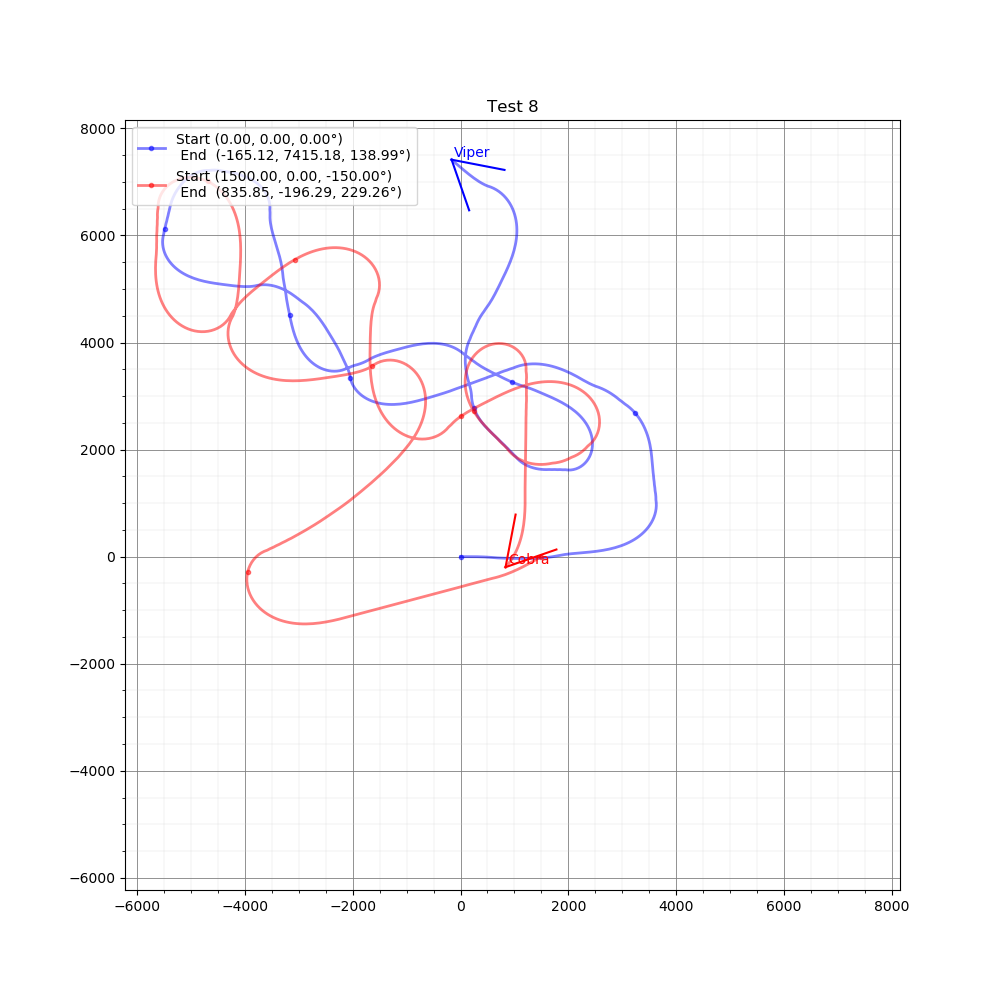 Test 8
8000
6000
4000
2000
0
−2000
−4000
−6000
Start (0.00, 0.00, 0.00°)
End (-165.12, 7415.18, 138.99°)
Start (1500.00, 0.00, -150.00°)
End (835.85, -196.29, 229.26°)
Viper
Cobra
−6000 −4000 −2000 0 2000 4000 6000 8000